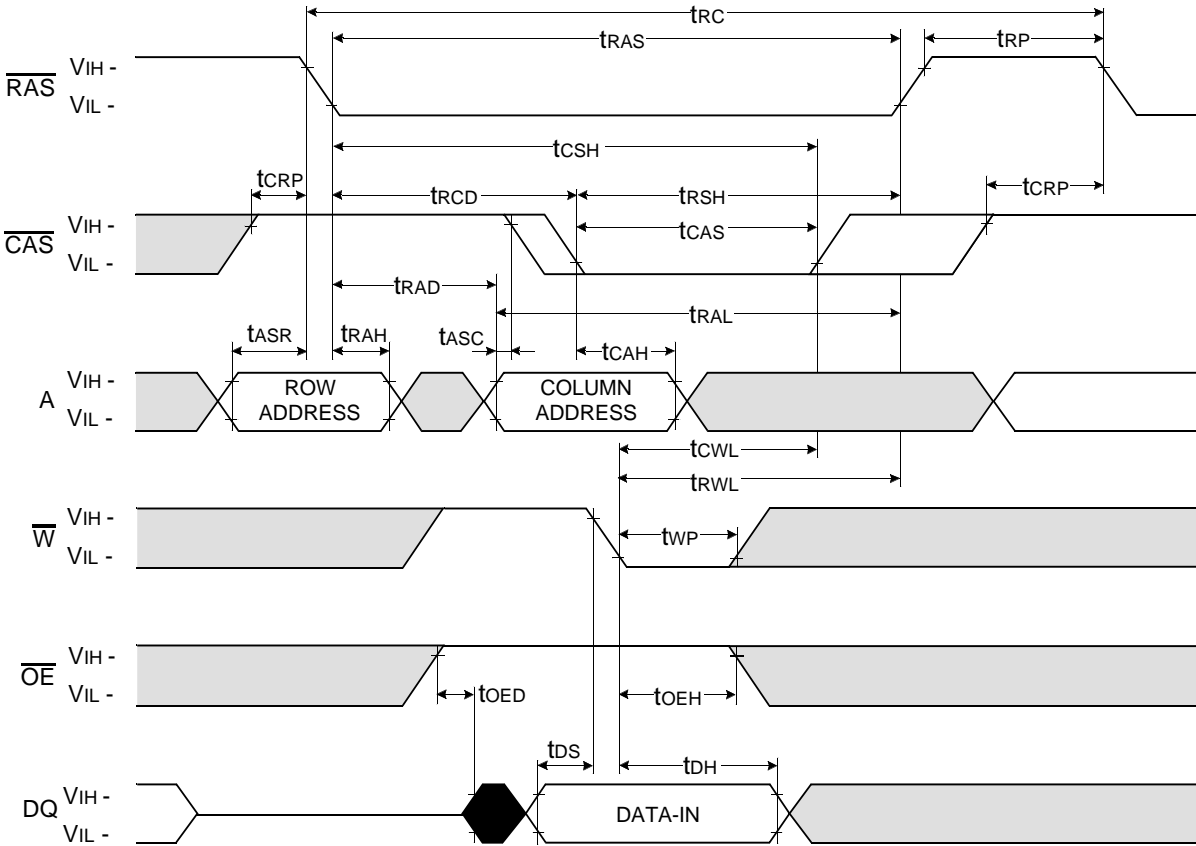 tRC
tRAS
tRP
RAS
VIH -
VIL -
tCSH
tCRP
tRCD
tRSH
tCRP
CAS
VIH -
VIL -
tCAS
tRAD
tRAL
tASR
tRAH
tASC
tCAH
A
VIH -
VIL -
ROW
ADDRESS
COLUMN
ADDRESS
tCWL
tRWL
W
VIH -
VIL -
tWP
OE
VIH -
VIL -
tOED
tOEH
tDS
tDH
DQ
VIH -
VIL -
DATA-IN